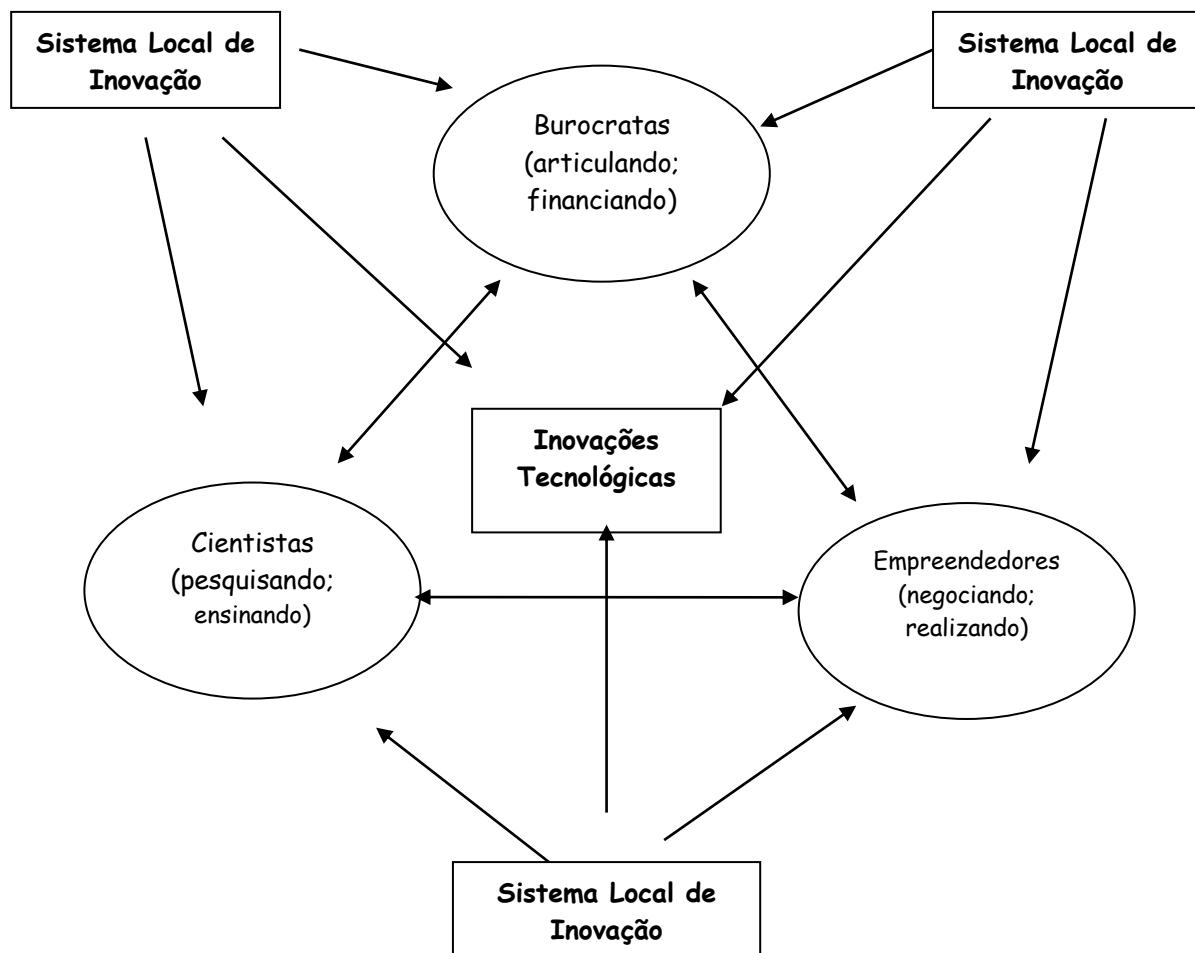 Sistema Local de
Inovação
Sistema Local de
Inovação
Burocratas
(articulando;
financiando)
Inovações
Tecnológicas
Cientistas
(pesquisando;
ensinando)
Empreendedores
(negociando;
realizando)
Sistema Local de
Inovação